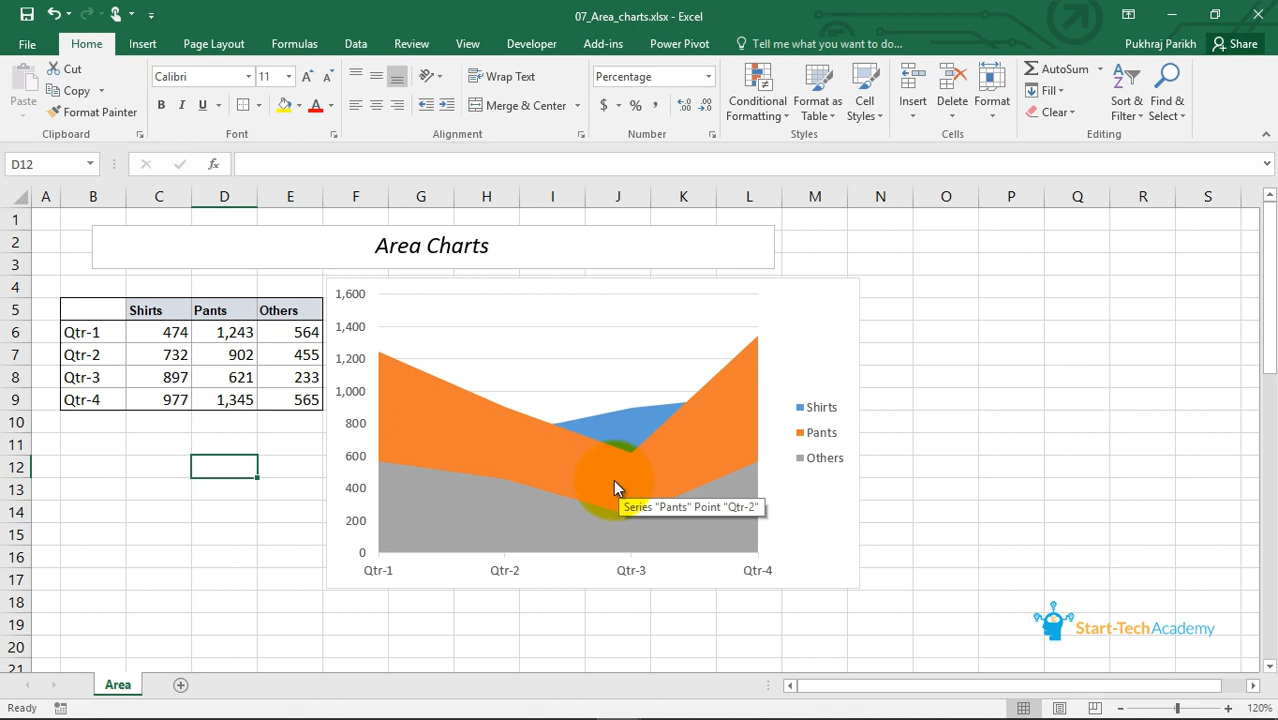 07_Area_charts.xlsx - Excel
File Home Insert Page Layout Formulas Data Review View Developer Add-ins Power Pivot Tell me what you want to do... Pukhraj Parikh Share
Paste Cut Copy Format Painter Clipboard
Calibri 11 B I U A A A Font
Wrap Text Merge & Center Alignment
Percentage $ % , Number
Conditional Formatting Format as Table Cell Styles Styles
Insert Delete Format Cells
AutoSum Fill Clear Sort & Filter Find & Select Editing
D12 fx
A B C D E F G H I J K L M N O P Q R S
1
2 Area Charts
3
4
5 Shirts Pants Others
6 Qtr-1 474 1,243 564
7 Qtr-2 732 902 455
8 Qtr-3 897 621 233
9 Qtr-4 977 1,345 565
10
11
12
13
14
15
16
17
18
19
20
21
1,600
1,400
1,200
1,000
800
600
400
200
0
Qtr-1 Qtr-2 Qtr-3 Qtr-4
Shirts
Pants
Others
Series "Pants" Point "Qtr-2"
Start-TechAcademy
Area
Ready 120%